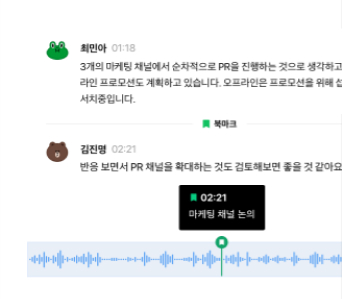 최민아 01:18
3개의 마케팅 채널에서 순차적으로 PR을 진행하는 것으로 생각하고
라인 프로모션도 계획하고 있습니다. 오프라인은 프로모션을 위해 섭
서치중입니다.
북마크
김진명 02:21
반응 보면서 PR 채널을 확대하는 것도 검토해보면 좋을 것 같아요
02:21
마케팅 채널 논의